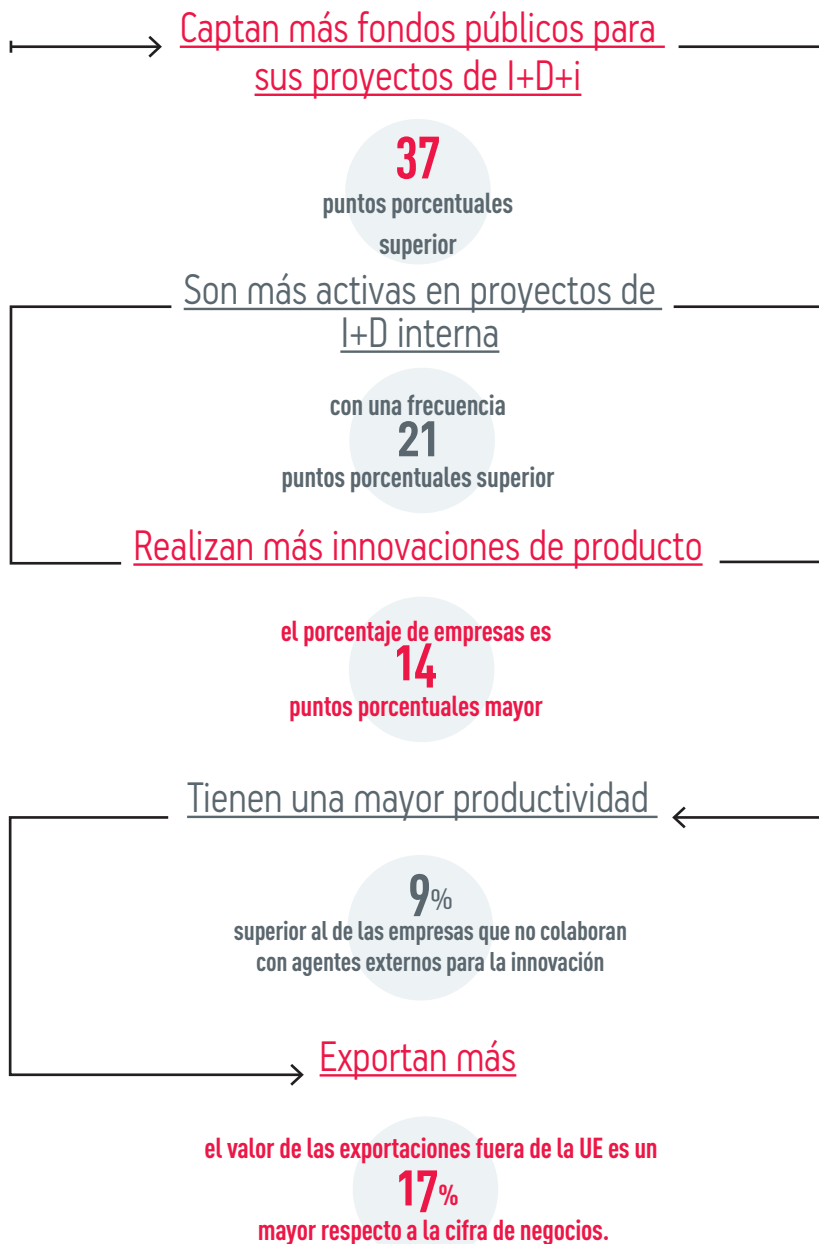 Captan más fondos públicos para
sus proyectos de I+D+i
37
puntos porcentuales
superior
Son más activas en proyectos de
I+D interna
con una frecuencia
21
puntos porcentuales superior
Realizan más innovaciones de producto
el porcentaje de empresas es
14
puntos porcentuales mayor
Tienen una mayor productividad
9%
superior al de las empresas que no colaboran
con agentes externos para la innovación
Exportan más
el valor de las exportaciones fuera de la UE es un
17%
mayor respecto a la cifra de negocios.